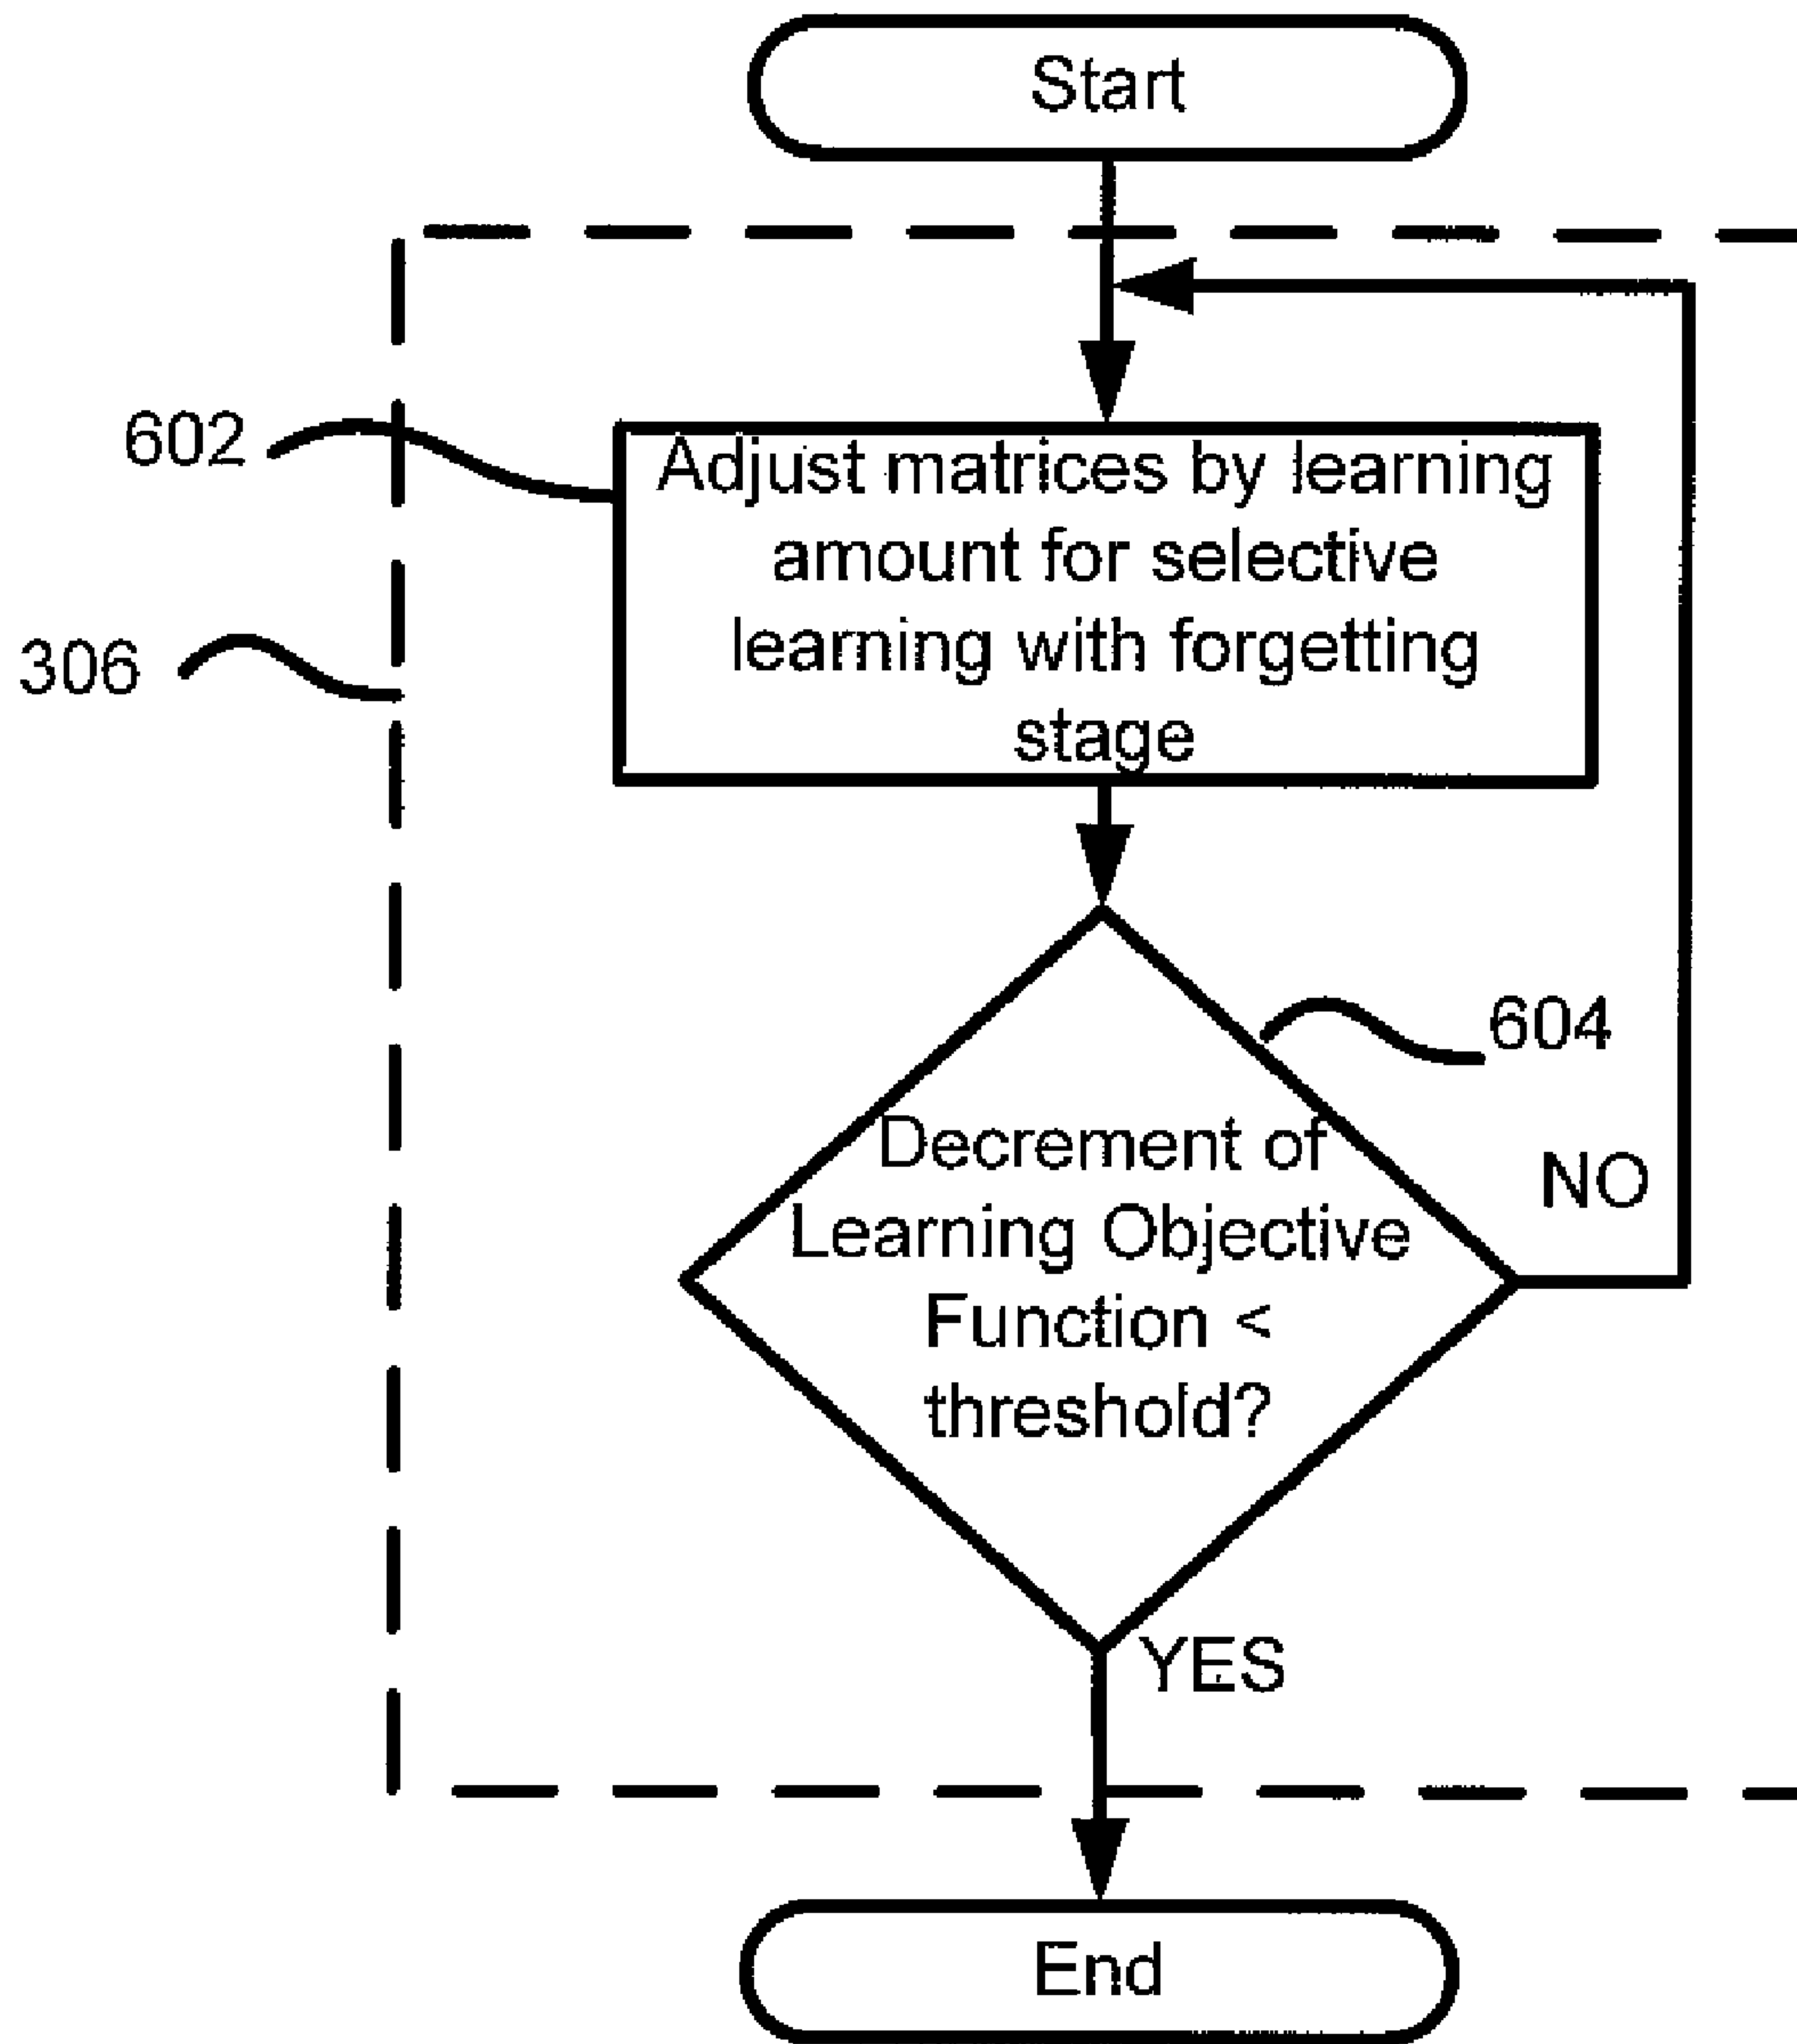 Start
602
Adjust matrices by learning
amount for selective
learning with forgetting
stage
306
604
Decrement of
Learning Objective
Function <
threshold?
NO
YES
End